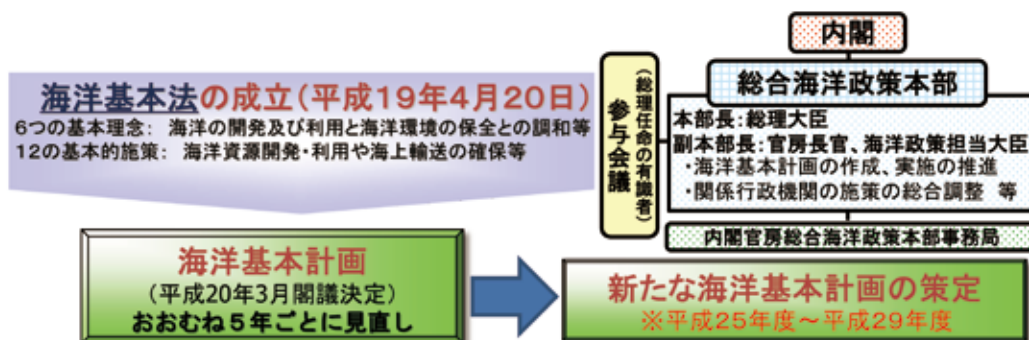 海洋基本法の成立(平成19年4月20日)
6つの基本理念: 海洋の開発及び利用と海洋環境の保全との調和等
12の基本的施策: 海洋資源開発・利用や海上輸送の確保等
内閣
総合海洋政策本部
本部長:総理大臣
副本部長:官房長官、海洋政策担当大臣
・海洋基本計画の作成、実施の推進
・関係行政機関の施策の総合調整 等
参与会議
(総理任命の有識者)
内閣官房総合海洋政策本部事務局
海洋基本計画
(平成20年3月閣議決定)
おおむね5年ごとに見直し
新たな海洋基本計画の策定
※平成25年度~平成29年度